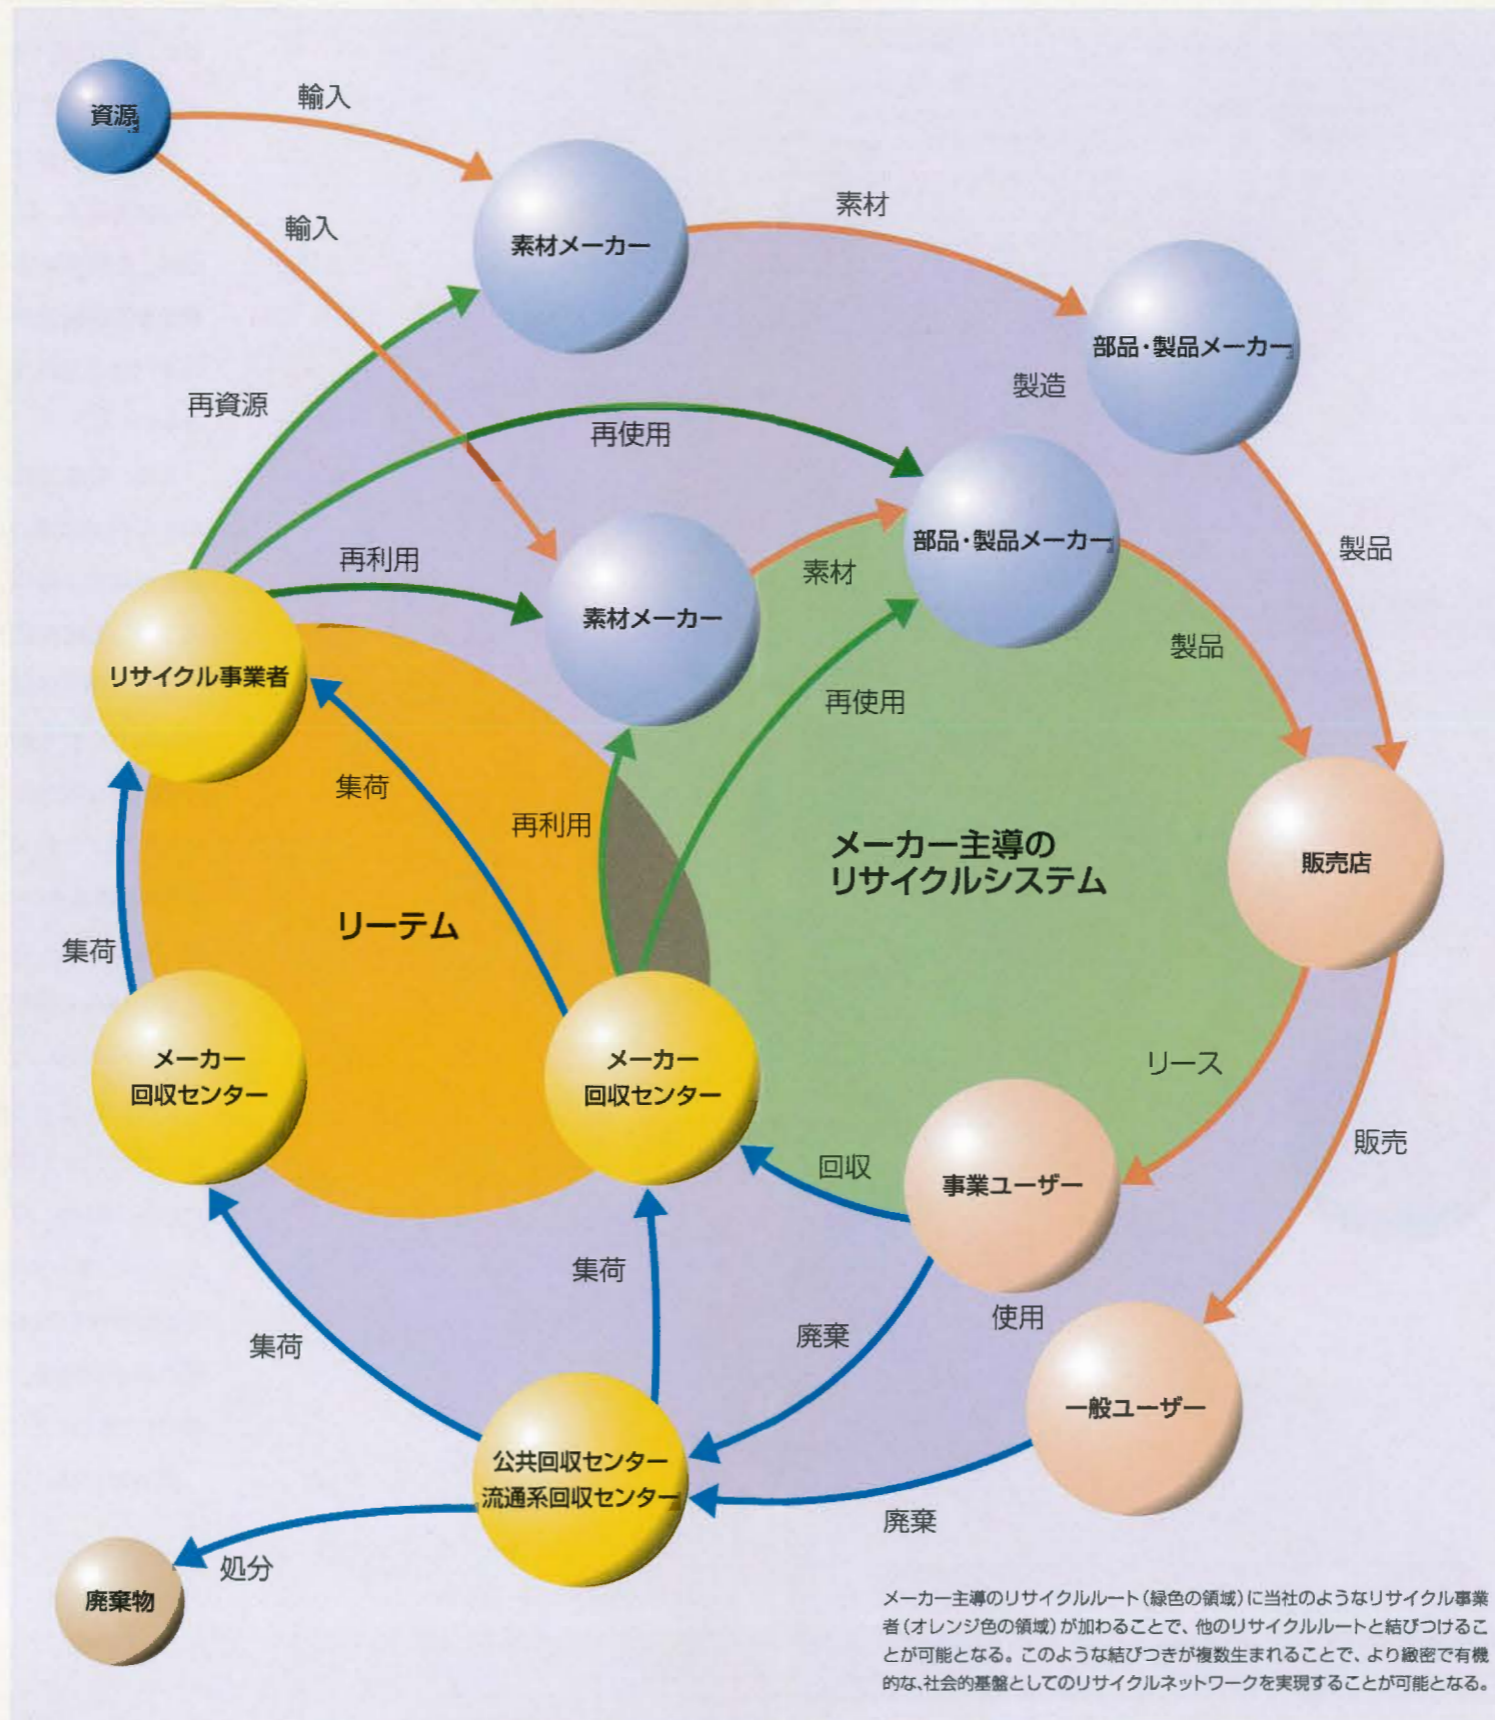 輸入
資源
輸入
素材
素材メーカー
部品・製品メーカー
製造
再資源
再使用
部品・製品メーカー
製品
再利用
素材
素材メーカー
製品
リサイクル事業者
再使用
集荷
再利用
メーカー主導の
リサイクルシステム
販売店
リーテム
集荷
メーカー
回収センター
メーカー
回収センター
リース
販売
回収
事業ユーザー
集荷
使用
廃棄
集荷
一般ユーザー
公共回収センター
流通系回収センター
廃棄
処分
廃棄物
メーカー主導のリサイクルルート(緑色の領域)に当社のようなリサイクル事業
者(オレンジ色の領域)が加わることで、他のリサイクルルートと結びつけるこ
とが可能となる。このような結びつきが複数生まれることで、より緻密で有機
的な、社会的基盤としてのリサイクルネットワークを実現することが可能となる。